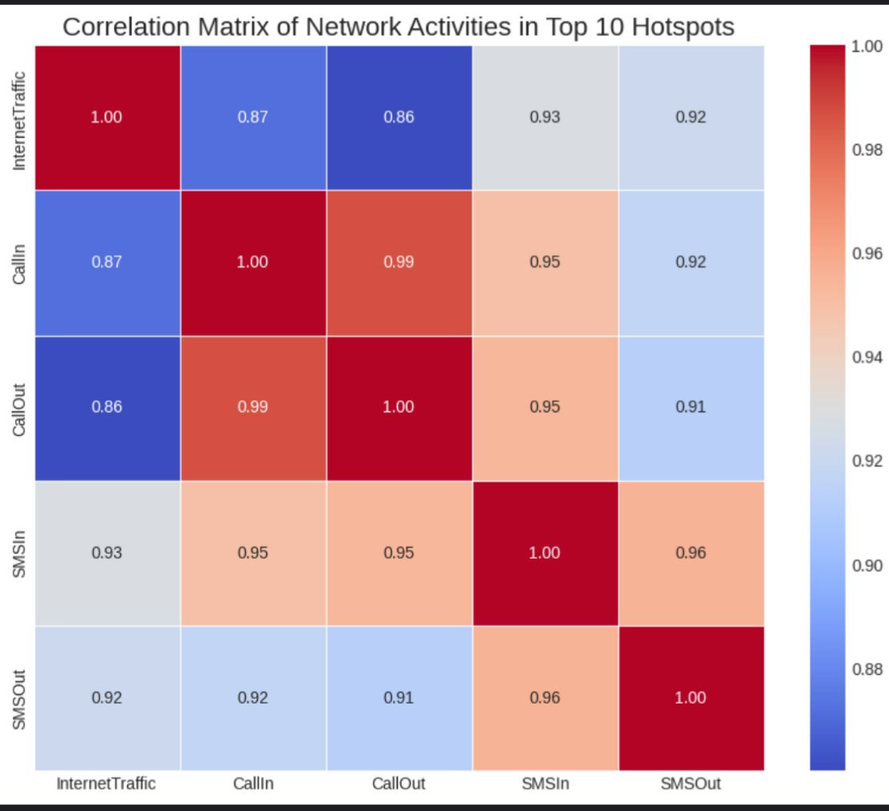 Correlation Matrix of Network Activities in Top 10 Hotspots
InternetTraffic 1.00 0.87 0.86 0.93 0.92
CallIn 0.87 1.00 0.99 0.95 0.92
CallOut 0.86 0.99 1.00 0.95 0.91
SMSIn 0.93 0.95 0.95 1.00 0.96
SMSOut 0.92 0.92 0.91 0.96 1.00
InternetTraffic CallIn CallOut SMSIn SMSOut
1.00
0.98
0.96
0.94
0.92
0.90
0.88